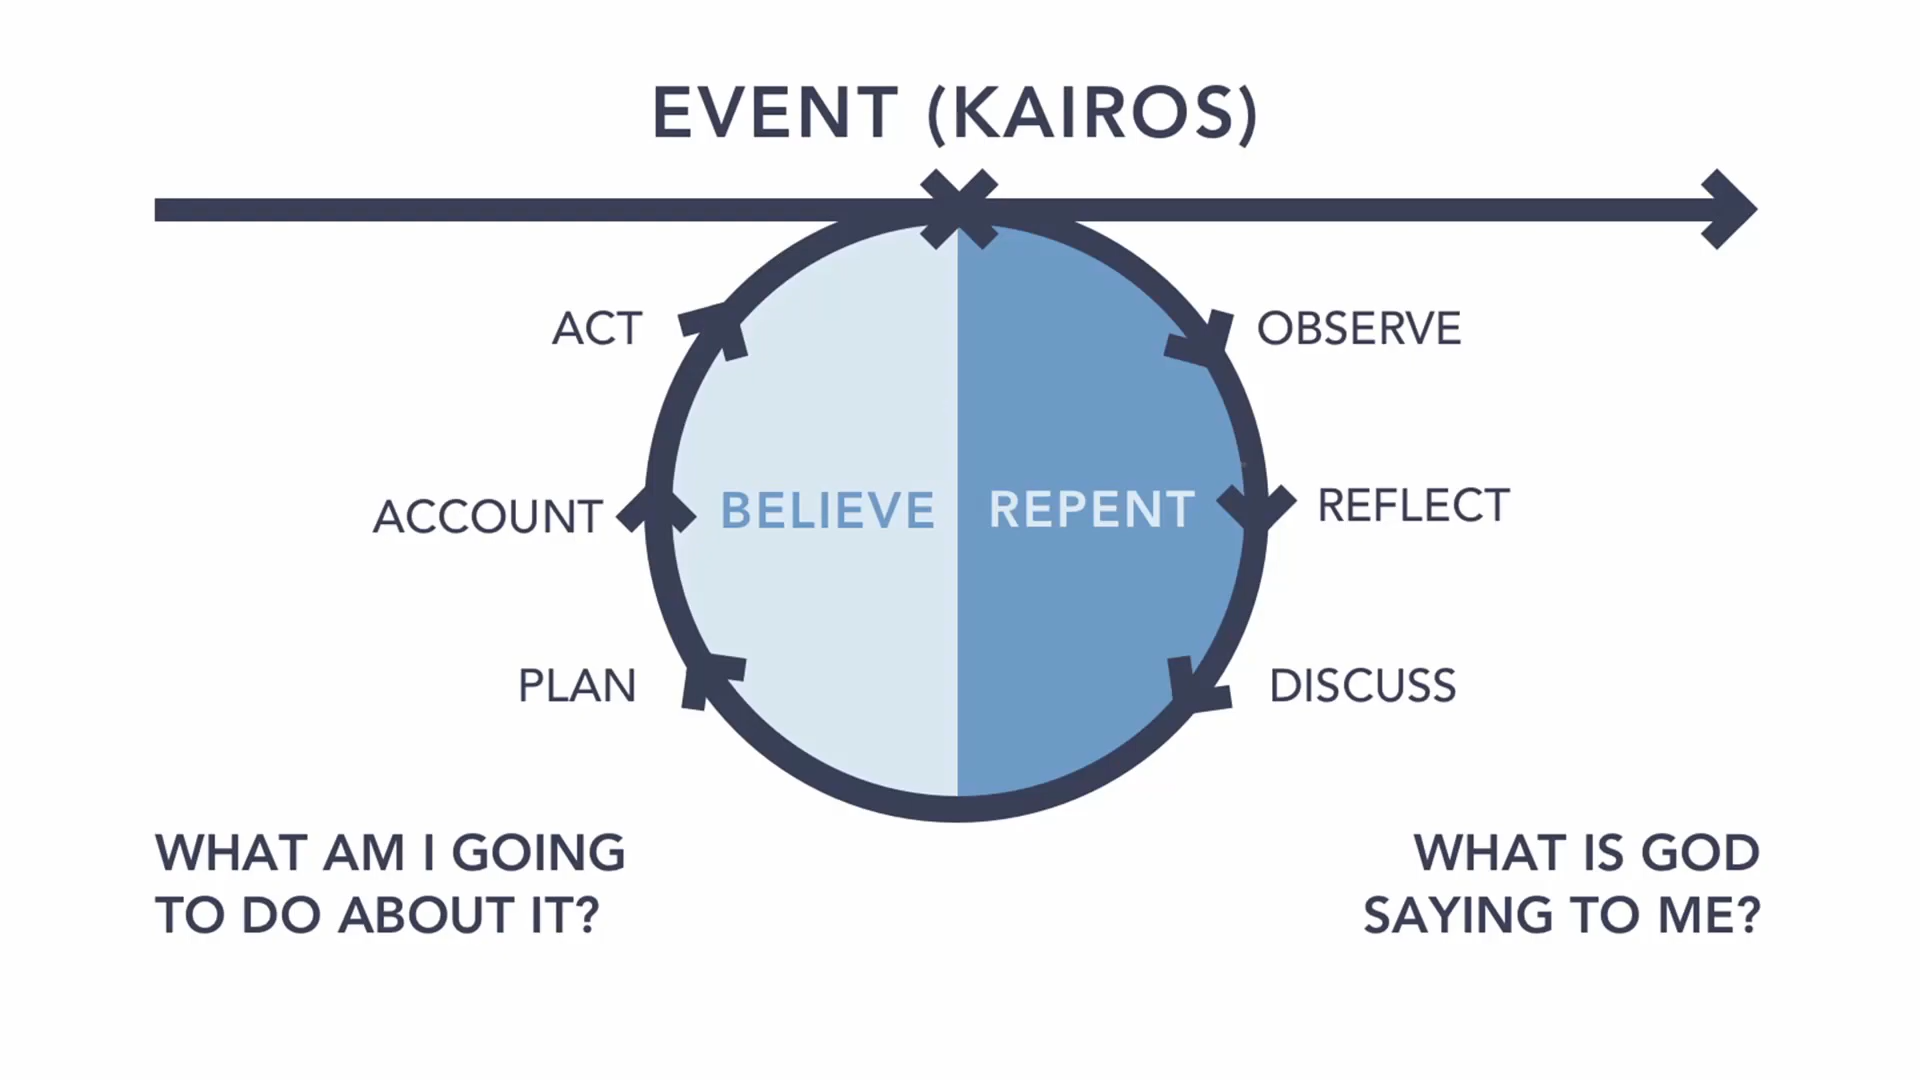 EVENT (KAIROS)
ACT
OBSERVE
ACCOUNT
BELIEVE
REPENT
REFLECT
PLAN
DISCUSS
WHAT AM I GOING
TO DO ABOUT IT?
WHAT IS GOD
SAYING TO ME?